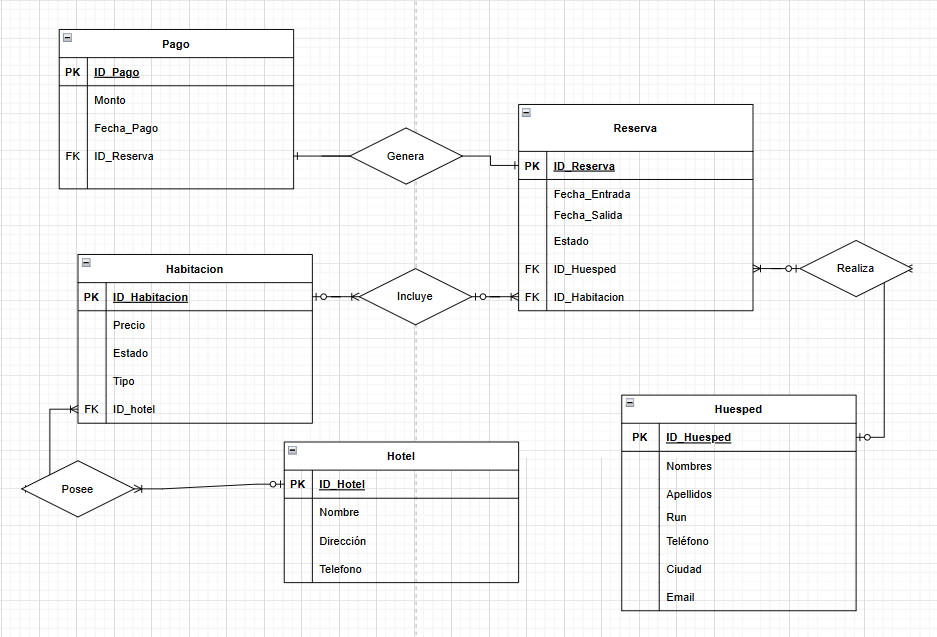 Pago
PK ID_Pago
Monto
Fecha_Pago
FK ID_Reserva
Genera
Reserva
PK ID_Reserva
Fecha_Entrada
Fecha_Salida
Estado
FK ID_Huesped
FK ID_Habitacion
Realiza
Habitacion
PK ID_Habitacion
Precio
Estado
Tipo
FK ID_hotel
Incluye
Posee
Hotel
PK ID_Hotel
Nombre
Dirección
Telefono
Huesped
PK ID_Huesped
Nombres
Apellidos
Run
Teléfono
Ciudad
Email